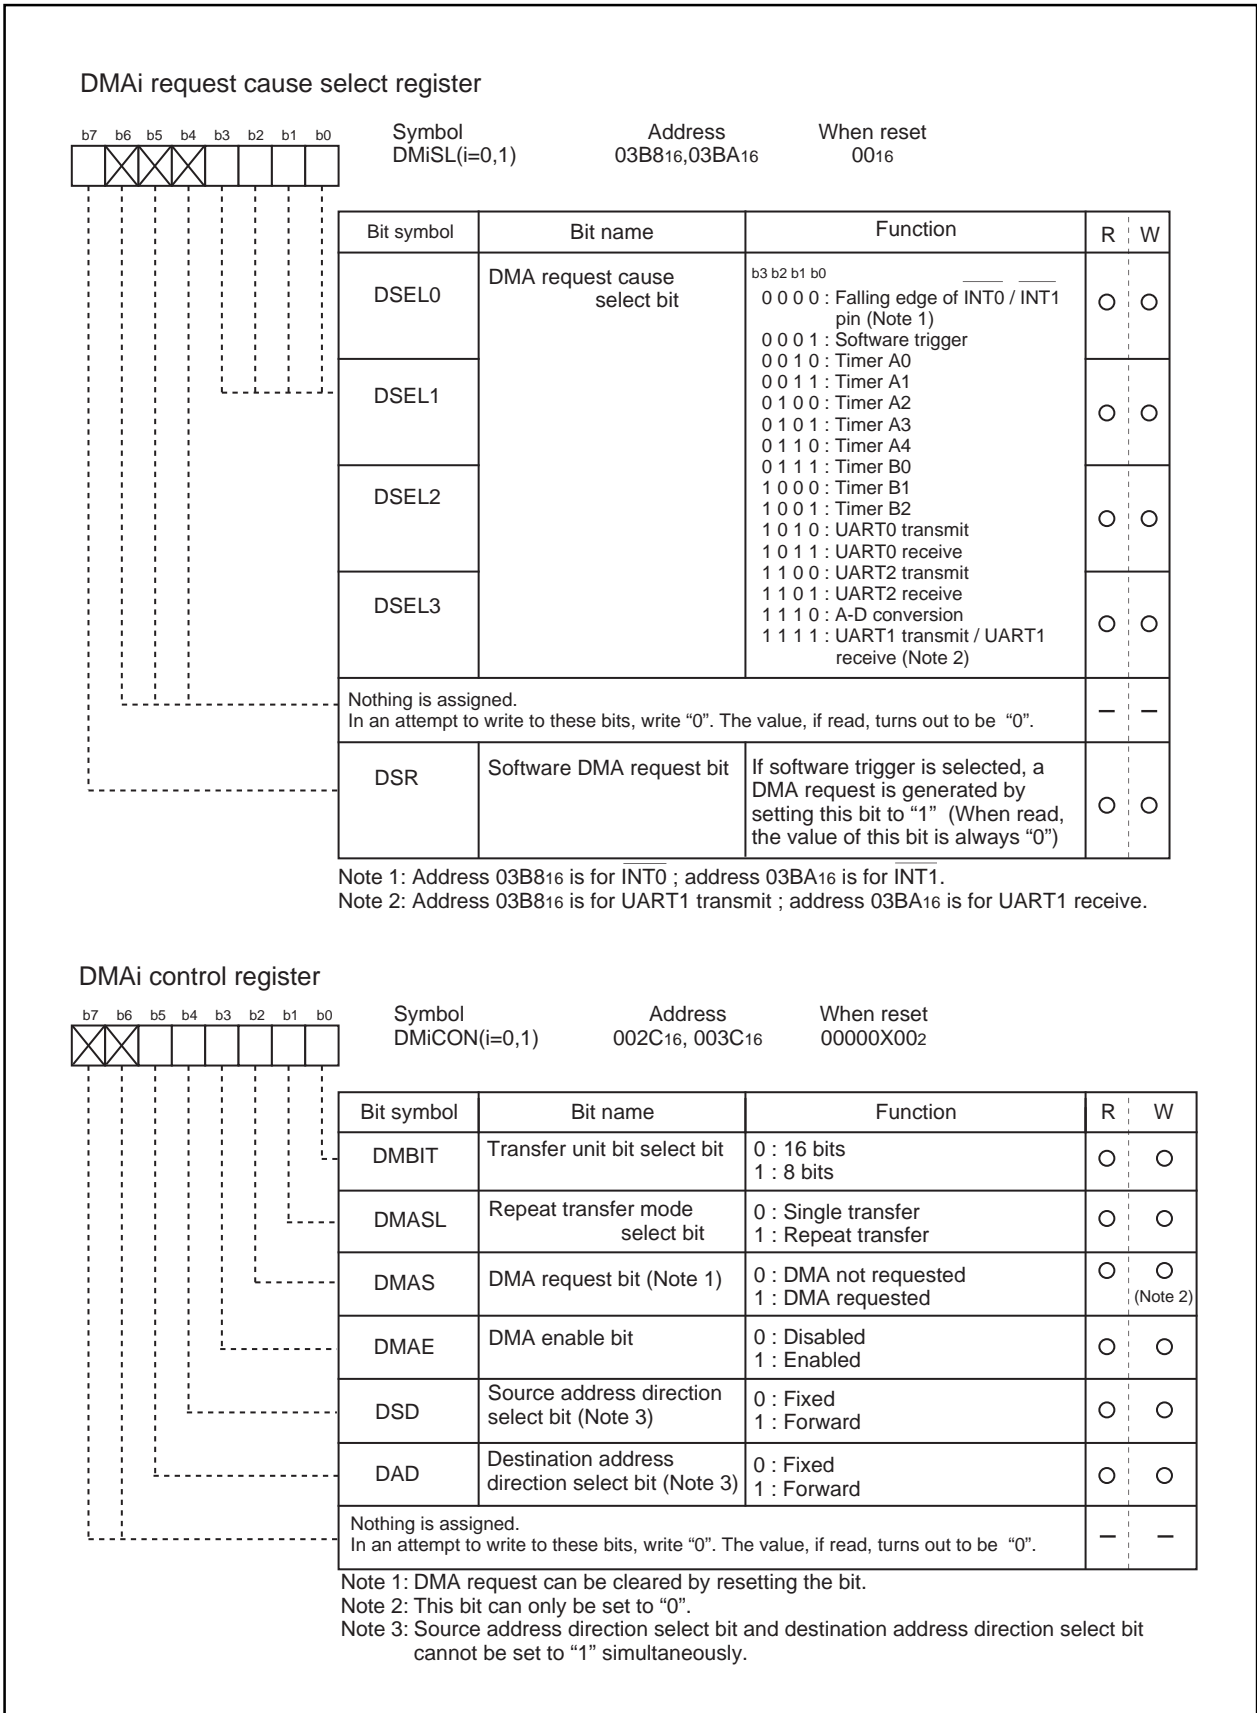 DMAi request cause select register
b7 b6 b5 b4 b3 b2 b1 b0
Symbol Address When reset
DMiSL(i=0,1) 03B816,03BA16 0016
Bit symbol Bit name Function R W
DSEL0 DMA request cause select bit
b3 b2 b1 b0
0 0 0 0 : Falling edge of INT0 / INT1
pin (Note 1)
0 0 0 1 : Software trigger
0 0 1 0 : Timer A0
0 0 1 1 : Timer A1
DSEL1
0 1 0 0 : Timer A2
0 1 0 1 : Timer A3
0 1 1 0 : Timer A4
0 1 1 1 : Timer B0
DSEL2
1 0 0 0 : Timer B1
1 0 0 1 : Timer B2
1 0 1 0 : UART0 transmit
1 0 1 1 : UART0 receive
1 1 0 0 : UART2 transmit
DSEL3
1 1 0 1 : UART2 receive
1 1 1 0 : A-D conversion
1 1 1 1 : UART1 transmit / UART1
receive (Note 2)
Nothing is assigned.
In an attempt to write to these bits, write “0”. The value, if read, turns out to be “0”.
DSR Software DMA request bit
If software trigger is selected, a
DMA request is generated by
setting this bit to “1” (When read,
the value of this bit is always “0”)
Note 1: Address 03B816 is for INT0 ; address 03BA16 is for INT1.
Note 2: Address 03B816 is for UART1 transmit ; address 03BA16 is for UART1 receive.
DMAi control register
b7 b6 b5 b4 b3 b2 b1 b0
Symbol Address When reset
DMiCON(i=0,1) 002C16, 003C16 00000X002
Bit symbol Bit name Function R W
DMBIT Transfer unit bit select bit
0 : 16 bits
1 : 8 bits
DMASL Repeat transfer mode
select bit
0 : Single transfer
1 : Repeat transfer
DMAS DMA request bit (Note 1)
0 : DMA not requested
1 : DMA requested
(Note 2)
DMAE DMA enable bit
0 : Disabled
1 : Enabled
DSD Source address direction
select bit (Note 3)
0 : Fixed
1 : Forward
DAD Destination address
direction select bit (Note 3)
0 : Fixed
1 : Forward
Nothing is assigned.
In an attempt to write to these bits, write “0”. The value, if read, turns out to be “0”.
Note 1: DMA request can be cleared by resetting the bit.
Note 2: This bit can only be set to “0”.
Note 3: Source address direction select bit and destination address direction select bit
cannot be set to “1” simultaneously.